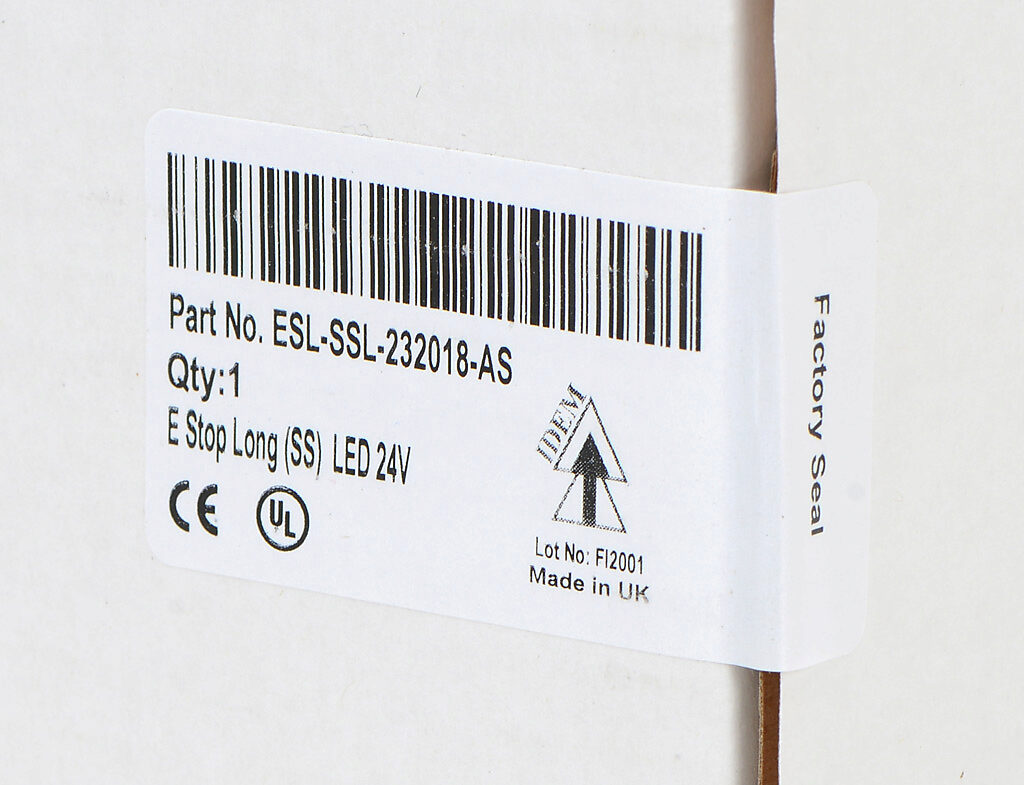 Part No. ESL-SSL-232018-AS
Qty:1
E Stop Long (SS) LED 24V
CE UL
IDEM
Lot No: FI2001
Made in UK
Factory Seal